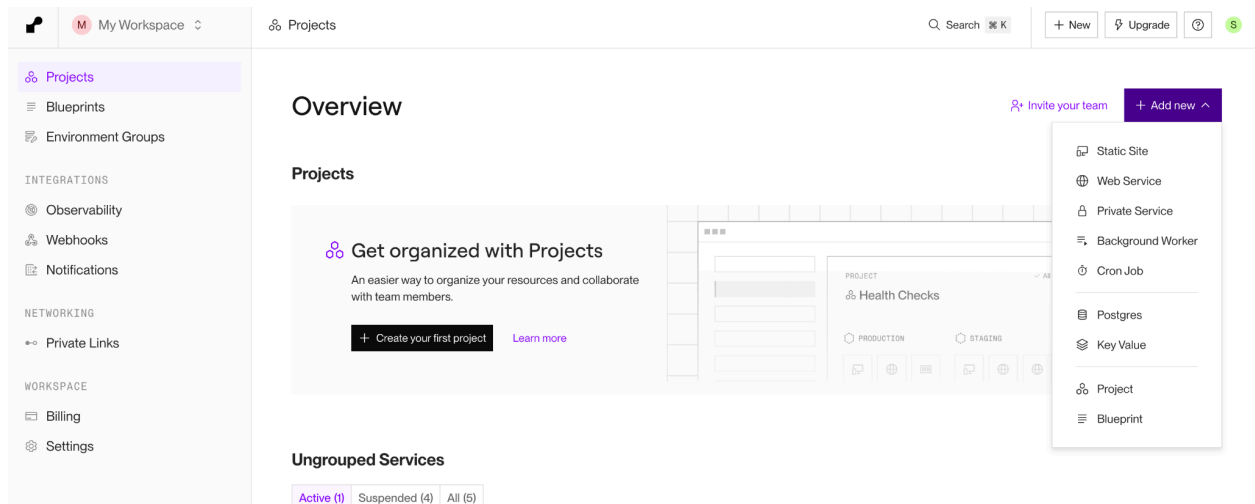 M My Workspace
Projects
Search ⌘ K
+ New
Upgrade
S
Projects
Blueprints
Environment Groups
INTEGRATIONS
Observability
Webhooks
Notifications
NETWORKING
Private Links
WORKSPACE
Billing
Settings
Overview
Invite your team
+ Add new
Static Site
Web Service
Private Service
Background Worker
Cron Job
Postgres
Key Value
Project
Blueprint
Projects
Get organized with Projects
An easier way to organize your resources and collaborate
with team members.
+ Create your first project
Learn more
PROJECT
All
Health Checks
PRODUCTION
STAGING
Ungrouped Services
Active (1)
Suspended (4)
All (5)